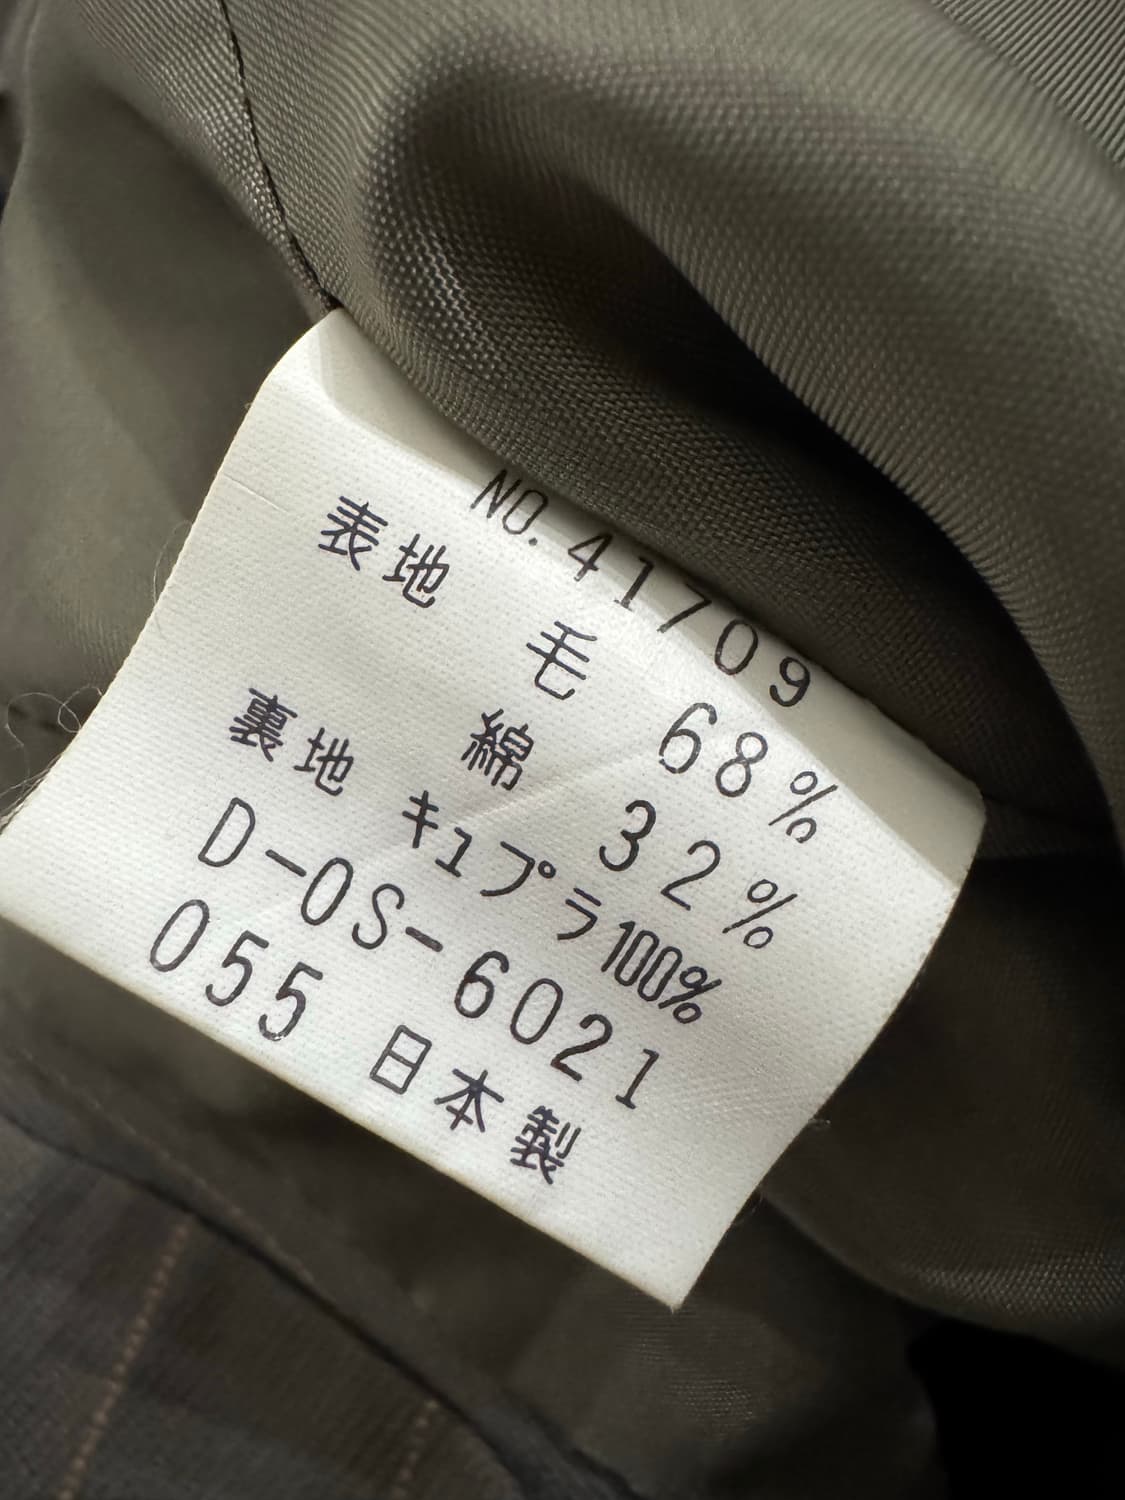 NO.41709
表地 毛 68%
綿 32%
裏地 キュプラ100%
D-OS-6021
055 日本製